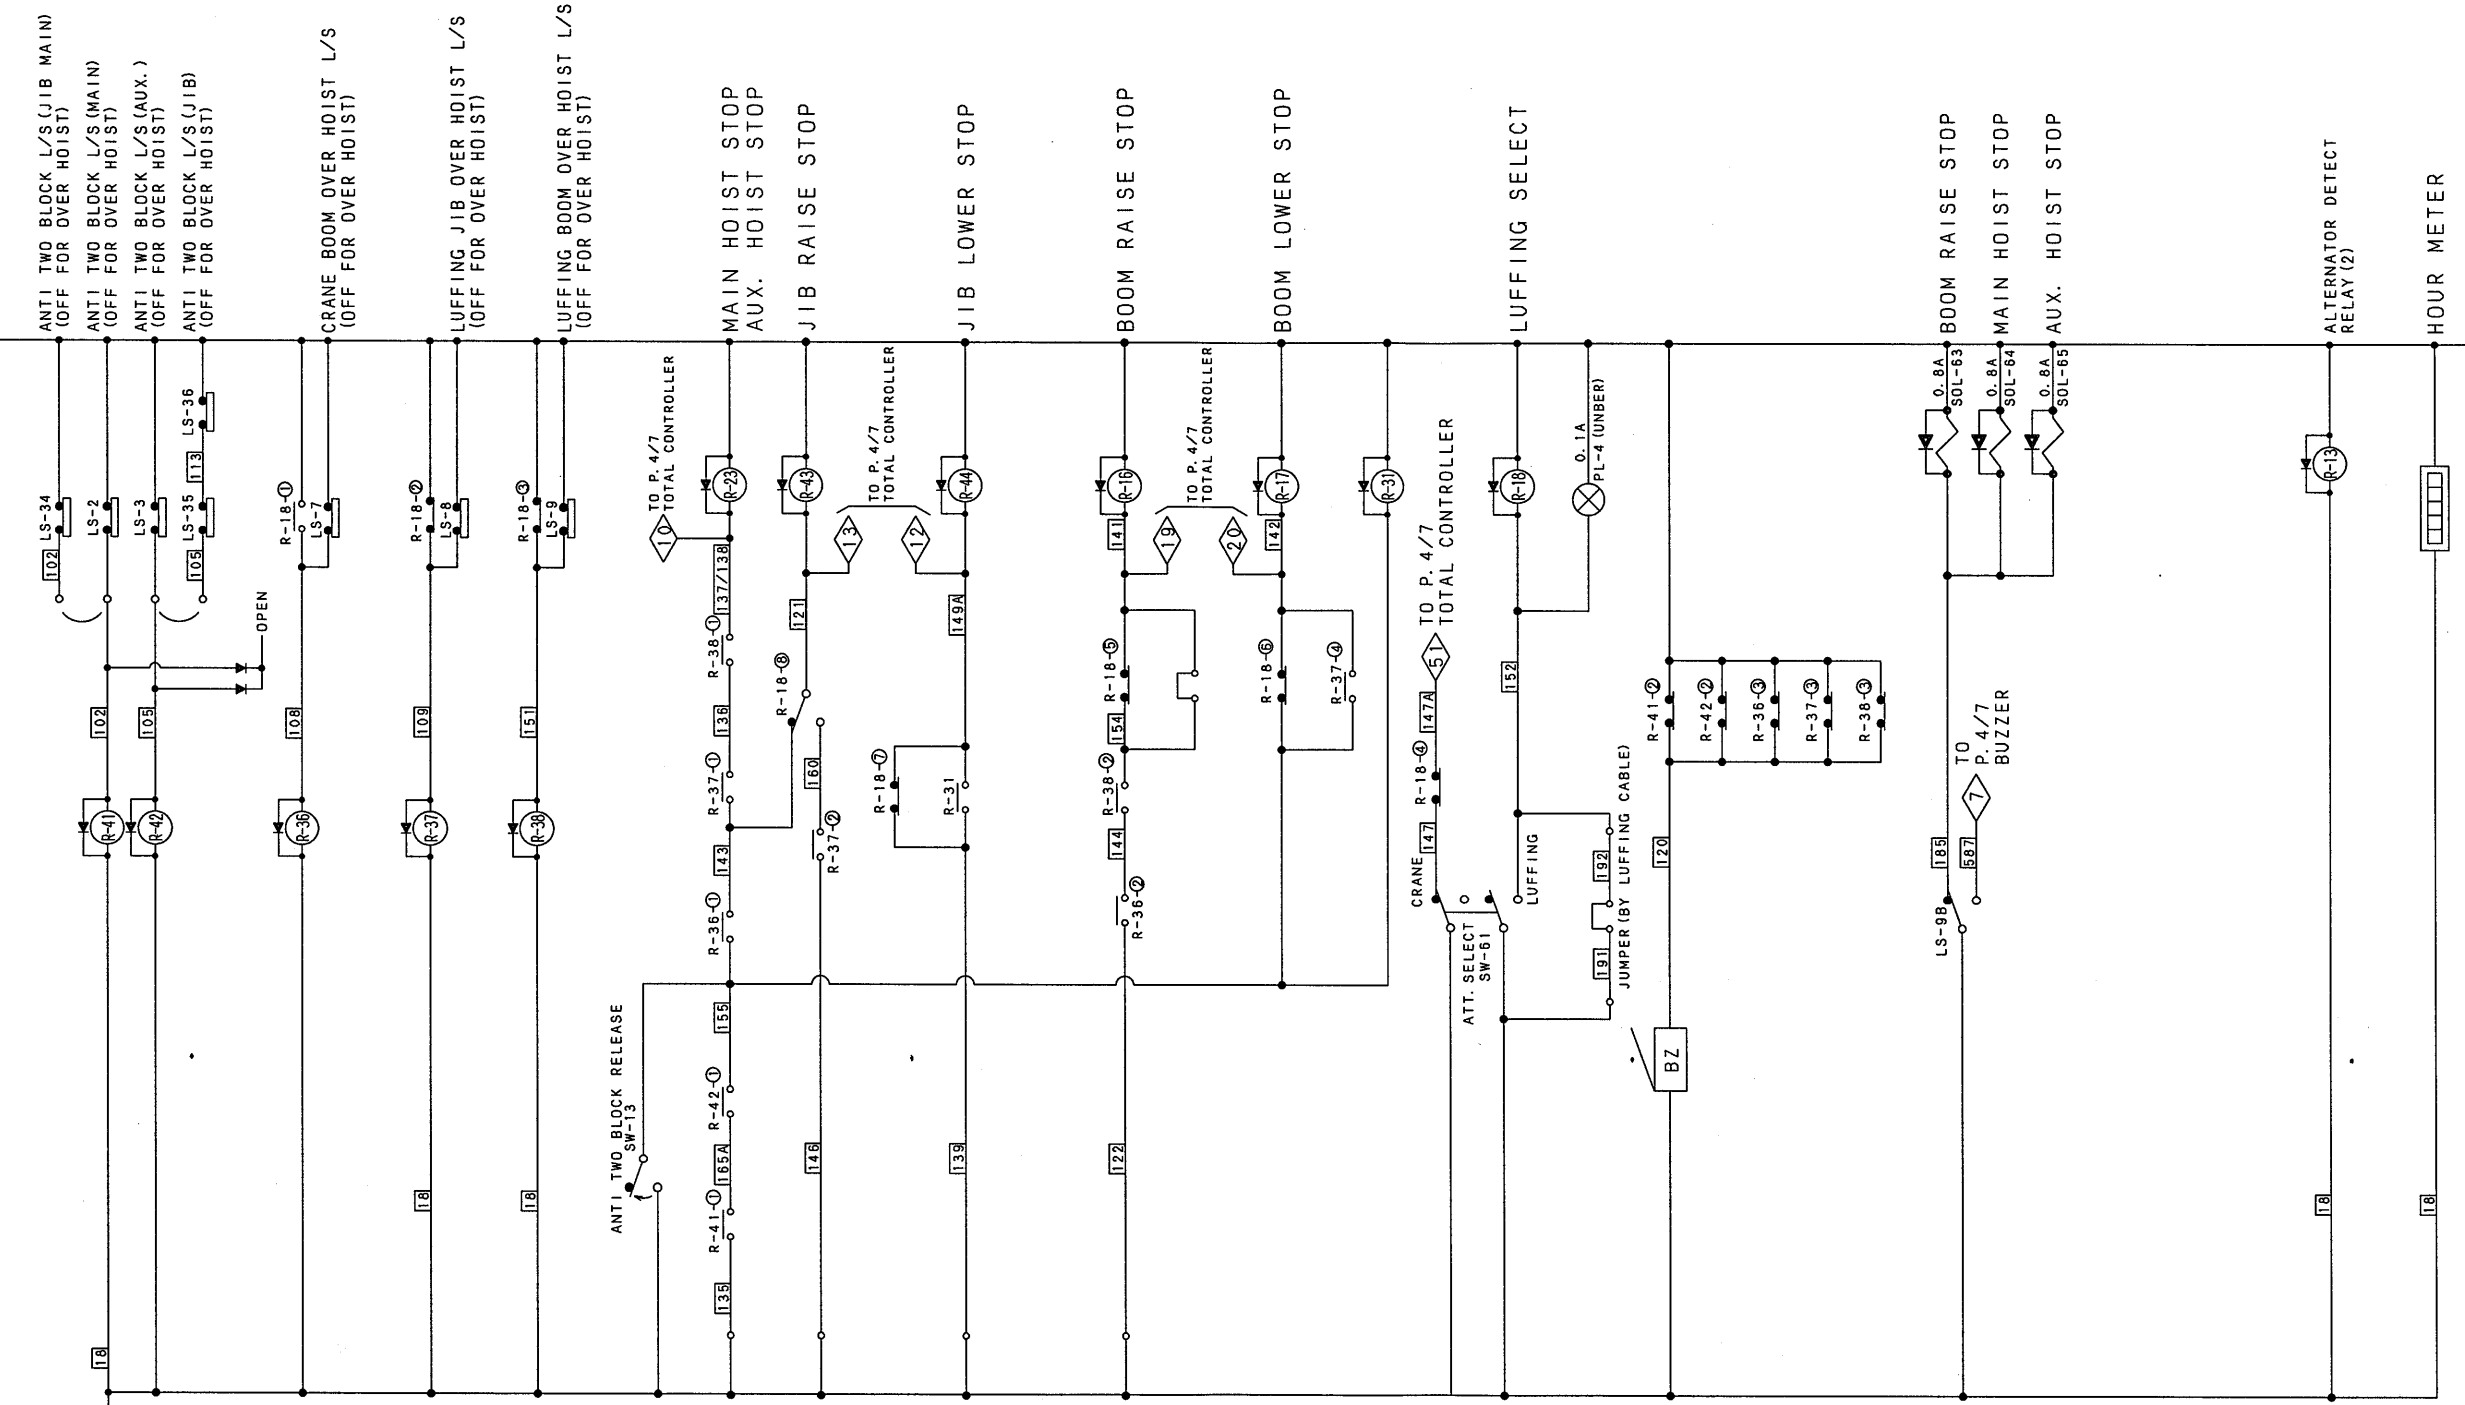 ANTI TWO BLOCK L/S (JIB MAIN)
(OFF FOR OVER HOIST)
ANTI TWO BLOCK L/S (MAIN)
(OFF FOR OVER HOIST)
ANTI TWO BLOCK L/S (AUX.)
(OFF FOR OVER HOIST)
ANTI TWO BLOCK L/S (JIB)
(OFF FOR OVER HOIST)
CRANE BOOM OVER HOIST L/S
(OFF FOR OVER HOIST)
LUFFING JIB OVER HOIST L/S
(OFF FOR OVER HOIST)
LUFFING BOOM OVER HOIST L/S
(OFF FOR OVER HOIST)
MAIN HOIST STOP
AUX. HOIST STOP
JIB RAISE STOP
JIB LOWER STOP
BOOM RAISE STOP
BOOM LOWER STOP
LUFFING SELECT
BOOM RAISE STOP
MAIN HOIST STOP
AUX. HOIST STOP
ALTERNATOR DETECT
RELAY (2)
HOUR METER
LS-34
102
LS-2
LS-3
LS-36
113
LS-35
105
OPEN
R-18-①
LS-7
R-18-②
LS-8
R-18-③
LS-9
102
105
108
109
151
R-41
R-42
R-36
R-37
R-38
18
18
18
TO P. 4/7
TOTAL CONTROLLER
10
R-23
137/138
R-38-①
136
R-37-①
143
R-36-①
155
R-42-①
165A
R-41-①
135
ANTI TWO BLOCK RELEASE
SW-13
R-43
121
R-18-⑧
160
R-37-②
146
TO P. 4/7
TOTAL CONTROLLER
13
12
R-44
149A
R-18-⑦
R-31
139
R-16
141
R-18-⑤
154
R-38-②
144
R-36-②
122
TO P. 4/7
TOTAL CONTROLLER
19
20
R-17
142
R-18-⑥
R-37-④
R-31
TO P. 4/7
TOTAL CONTROLLER
51
147A
R-18-④
147
CRANE
ATT. SELECT
SW-61
LUFFING
R-18
152
0.1A
PL-4 (UNBER)
192
191
JUMPER (BY LUFFING CABLE)
R-41-②
R-42-②
R-36-③
R-37-③
R-38-③
120
BZ
0.8A
SOL-63
0.8A
SOL-64
0.8A
SOL-65
185
587
7
TO
P. 4/7
BUZZER
LS-9B
R-13
18
18